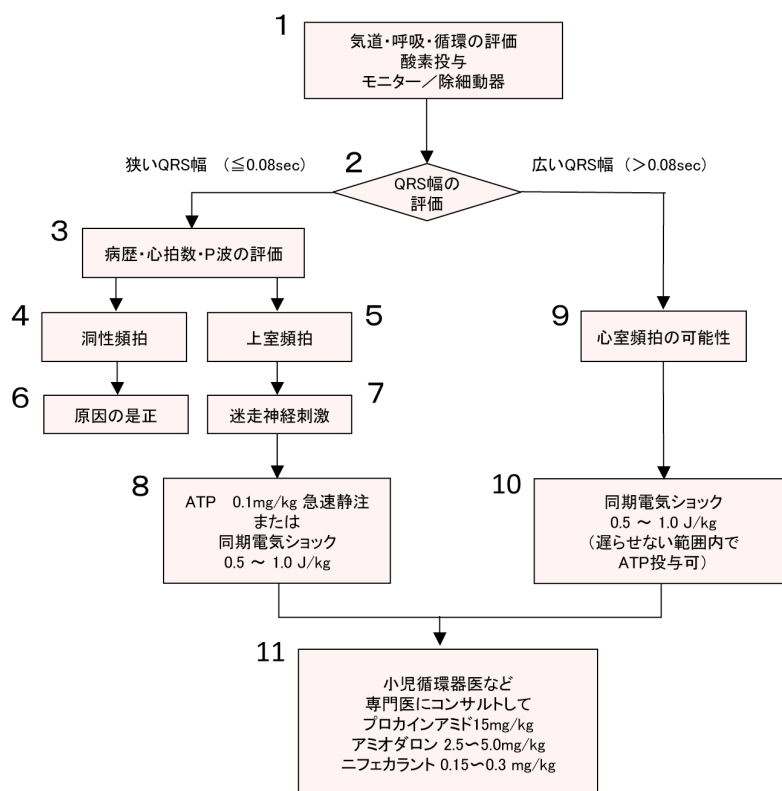 1
気道・呼吸・循環の評価
酸素投与
モニター／除細動器
狭いQRS幅 （≦0.08sec）
2
広いQRS幅 （＞0.08sec）
QRS幅の
評価
3
病歴・心拍数・P波の評価
4
洞性頻拍
5
上室頻拍
9
心室頻拍の可能性
6
原因の是正
7
迷走神経刺激
8
ATP　0.1mg/kg 急速静注
または
同期電気ショック
0.5 ～ 1.0 J/kg
10
同期電気ショック
0.5 ～ 1.0 J/kg
（遅らせない範囲内で
ATP投与可）
11
小児循環器医など
専門医にコンサルトして
プロカインアミド15mg/kg
アミオダロン 2.5～5.0mg/kg
ニフェカラント 0.15～0.3 mg/kg